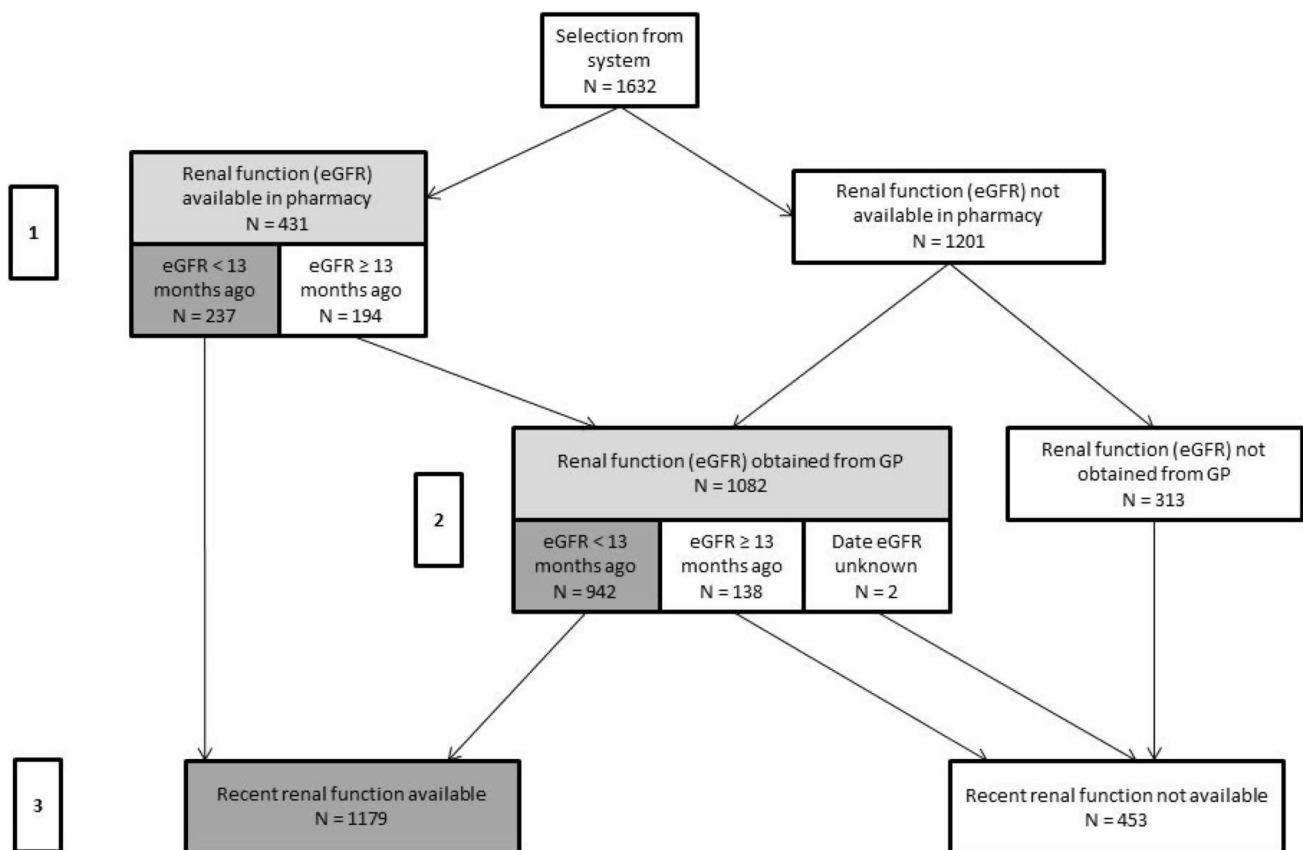 Selection from
system
N = 1632
1
Renal function (eGFR)
available in pharmacy
N = 431
eGFR < 13
months ago
N = 237
eGFR ≥ 13
months ago
N = 194
Renal function (eGFR) not
available in pharmacy
N = 1201
2
Renal function (eGFR) obtained from GP
N = 1082
eGFR < 13
months ago
N = 942
eGFR ≥ 13
months ago
N = 138
Date eGFR
unknown
N = 2
Renal function (eGFR) not
obtained from GP
N = 313
3
Recent renal function available
N = 1179
Recent renal function not available
N = 453